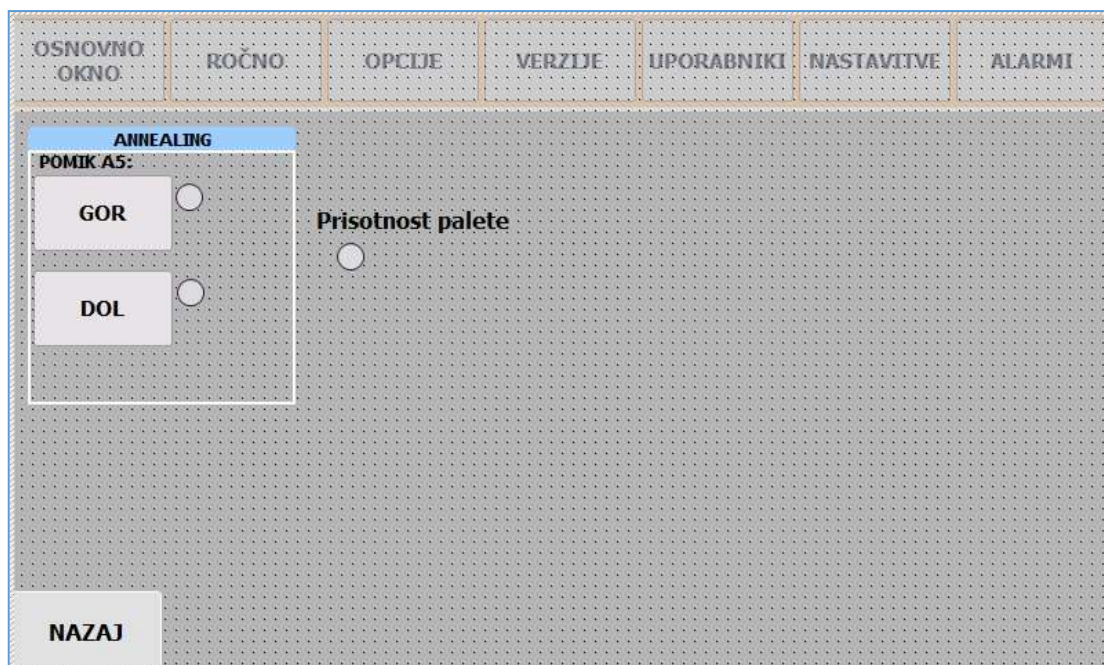 OSNOVNO
OKNO
ROČNO
OPCIJE
VERZIJE
UPORABNIKI
NASTAVITVE
ALARMI
ANNEALING
POMIK A5:
GOR
Prisotnost palete
DOL
NAZAJ